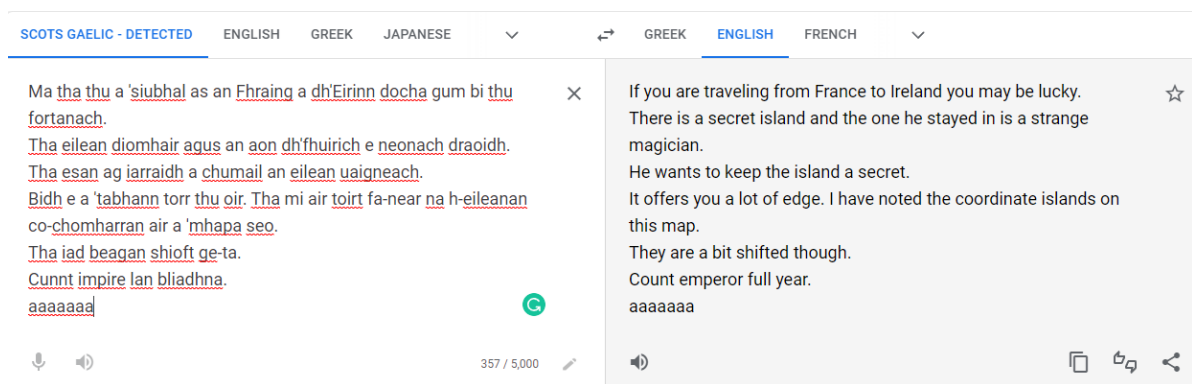 SCOTS GAELIC - DETECTED ENGLISH GREEK JAPANESE GREEK ENGLISH FRENCH
Ma tha thu a 'siubhal as an Fhraing a dh'Eirinn docha gum bi thu
fortanach.
Tha eilean diomhair agus an aon dh'fhuirich e neonach draoidh.
Tha esan ag iarraidh a chumail an eilean uaigneach.
Bidh e a 'tabhann torr thu oir. Tha mi air toirt fa-near na h-eileanan
co-chomharran air a 'mhapa seo.
Tha iad beagan shioft ge-ta.
Cunnt impire lan bliadhna.
aaaaaaa
357 / 5,000
If you are traveling from France to Ireland you may be lucky.
There is a secret island and the one he stayed in is a strange
magician.
He wants to keep the island a secret.
It offers you a lot of edge. I have noted the coordinate islands on
this map.
They are a bit shifted though.
Count emperor full year.
aaaaaaa